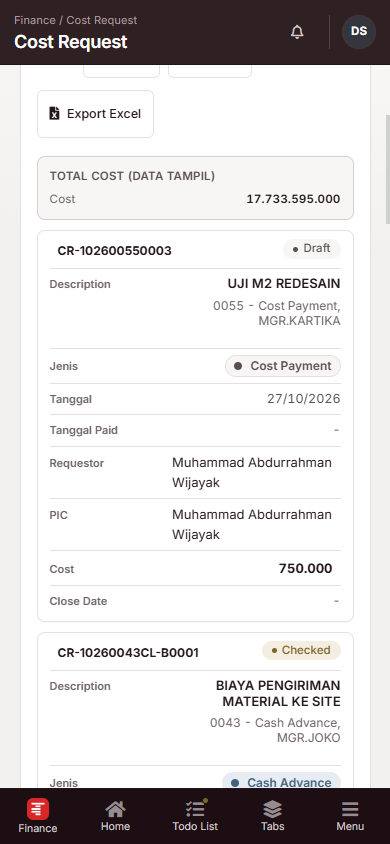 Finance / Cost Request
Cost Request
DS
Export Excel
TOTAL COST (DATA TAMPIL)
Cost 17.733.595.000
CR-102600550003 Draft
Description UJI M2 REDESAIN
0055 - Cost Payment,
MGR.KARTIKA
Jenis Cost Payment
Tanggal 27/10/2026
Tanggal Paid -
Requestor Muhammad Abdurrahman
Wijayak
PIC Muhammad Abdurrahman
Wijayak
Cost 750.000
Close Date -
CR-10260043CL-B0001 Checked
Description BIAYA PENGIRIMAN
MATERIAL KE SITE
0043 - Cash Advance,
MGR.JOKO
Jenis Cash Advance
Finance Home Todo List Tabs Menu